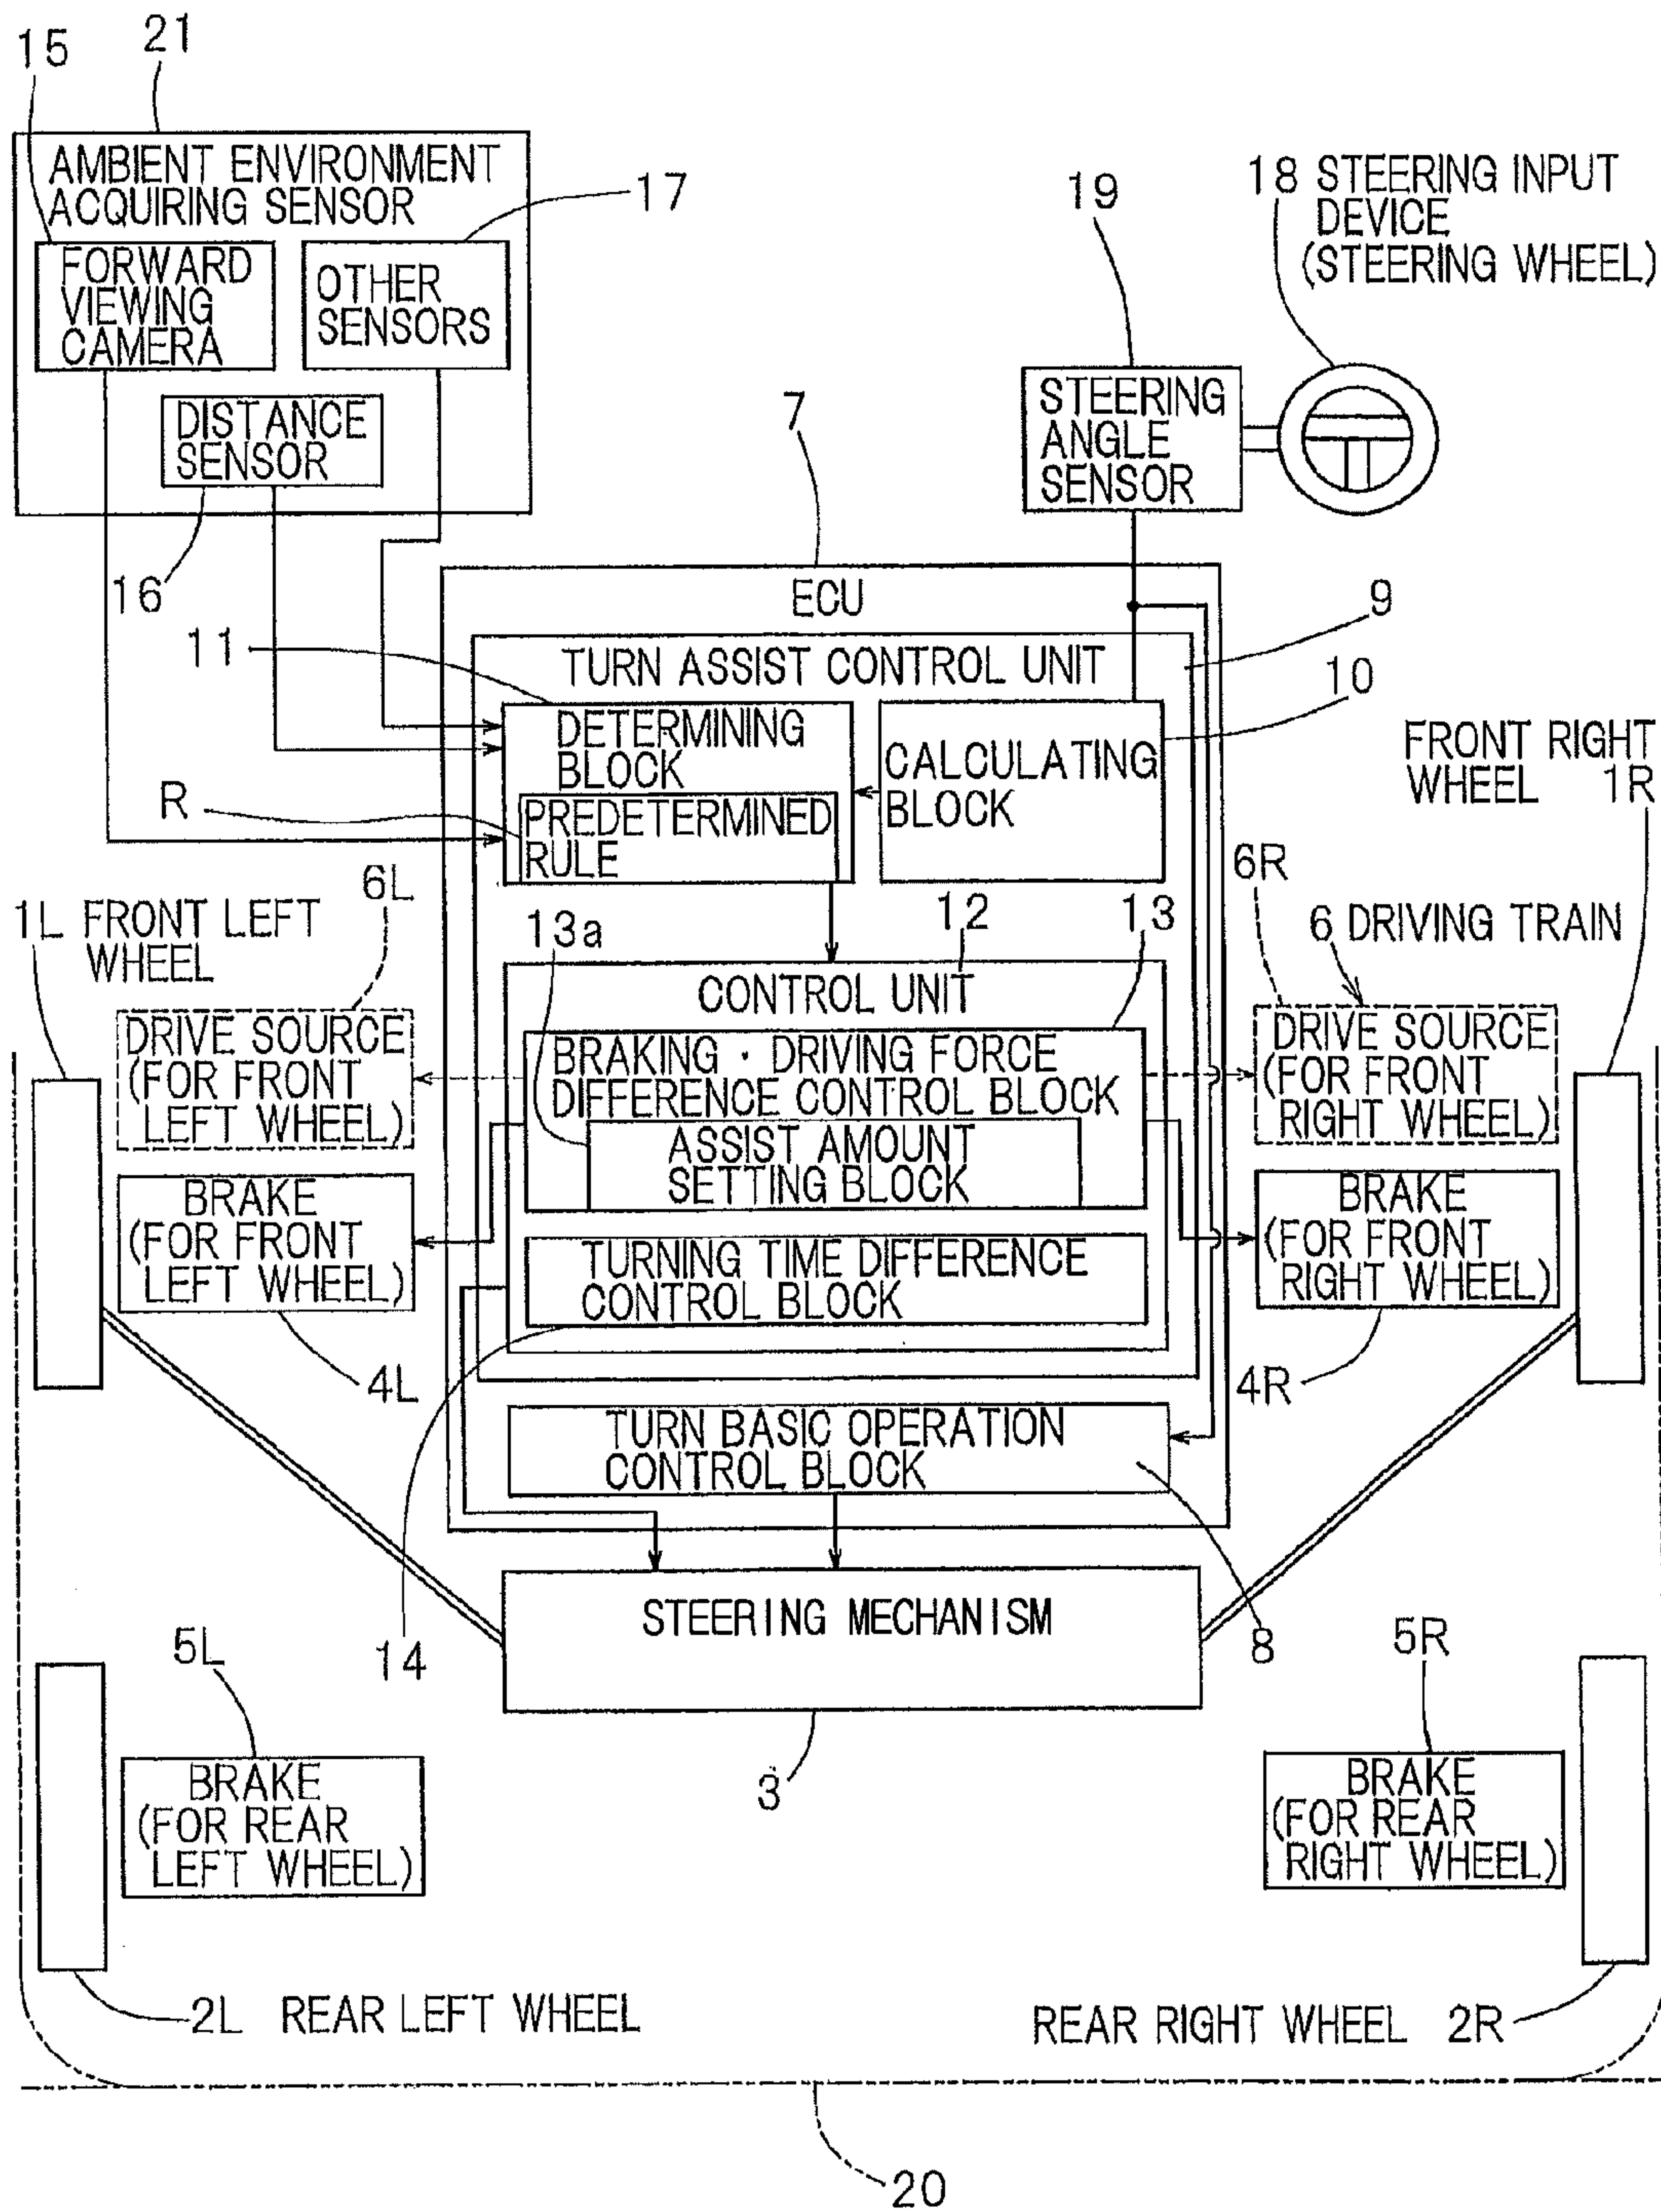 21
15
AMBIENT ENVIRONMENT
ACQUIRING SENSOR
17
FORWARD
VIEWING
CAMERA
OTHER
SENSORS
DISTANCE
SENSOR
16
19
18 STEERING INPUT
DEVICE
(STEERING WHEEL)
STEERING
ANGLE
SENSOR
7
ECU
9
11
TURN ASSIST CONTROL UNIT
10
DETERMINING
BLOCK
CALCULATING
BLOCK
R
PREDETERMINED
RULE
FRONT RIGHT
WHEEL 1R
6L
1L FRONT LEFT
WHEEL
13a
12
13
6R
6 DRIVING TRAIN
CONTROL UNIT
DRIVE SOURCE
(FOR FRONT
LEFT WHEEL)
BRAKING · DRIVING FORCE
DIFFERENCE CONTROL BLOCK
ASSIST AMOUNT
SETTING BLOCK
DRIVE SOURCE
(FOR FRONT
RIGHT WHEEL)
BRAKE
(FOR FRONT
LEFT WHEEL)
TURNING TIME DIFFERENCE
CONTROL BLOCK
BRAKE
(FOR FRONT
RIGHT WHEEL)
4L
4R
TURN BASIC OPERATION
CONTROL BLOCK
STEERING MECHANISM
14
8
5L
5R
3
BRAKE
(FOR REAR
LEFT WHEEL)
BRAKE
(FOR REAR
RIGHT WHEEL)
2L REAR LEFT WHEEL
REAR RIGHT WHEEL 2R
20